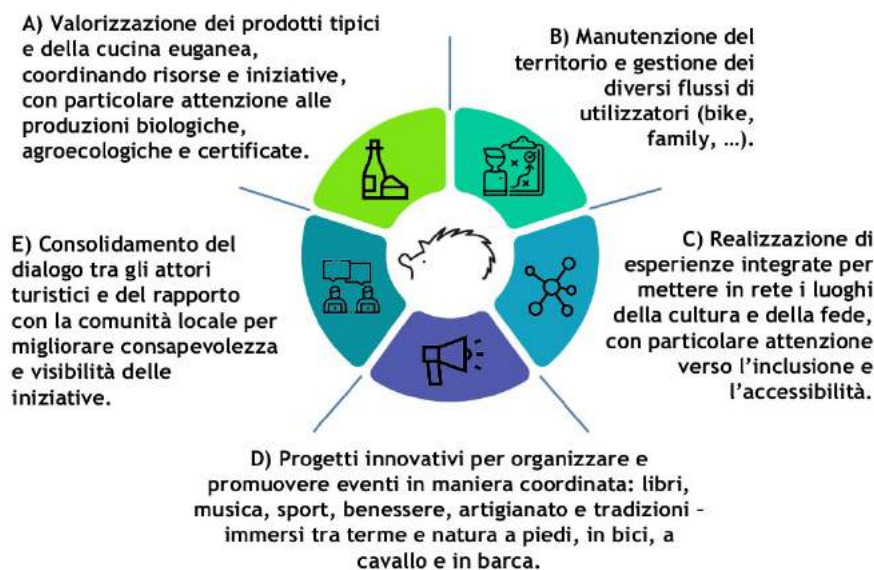 A) Valorizzazione dei prodotti tipici
e della cucina euganea,
coordinando risorse e iniziative,
con particolare attenzione alle
produzioni biologiche,
agroecologiche e certificate.
B) Manutenzione del
territorio e gestione dei
diversi flussi di
utilizzatori (bike,
family, …).
C) Realizzazione di
esperienze integrate per
mettere in rete i luoghi
della cultura e della fede,
con particolare attenzione
verso l’inclusione e
l’accessibilità.
D) Progetti innovativi per organizzare e
promuovere eventi in maniera coordinata: libri,
musica, sport, benessere, artigianato e tradizioni –
immersi tra terme e natura a piedi, in bici, a
cavallo e in barca.
E) Consolidamento del
dialogo tra gli attori
turistici e del rapporto
con la comunità locale per
migliorare consapevolezza
e visibilità delle
iniziative.